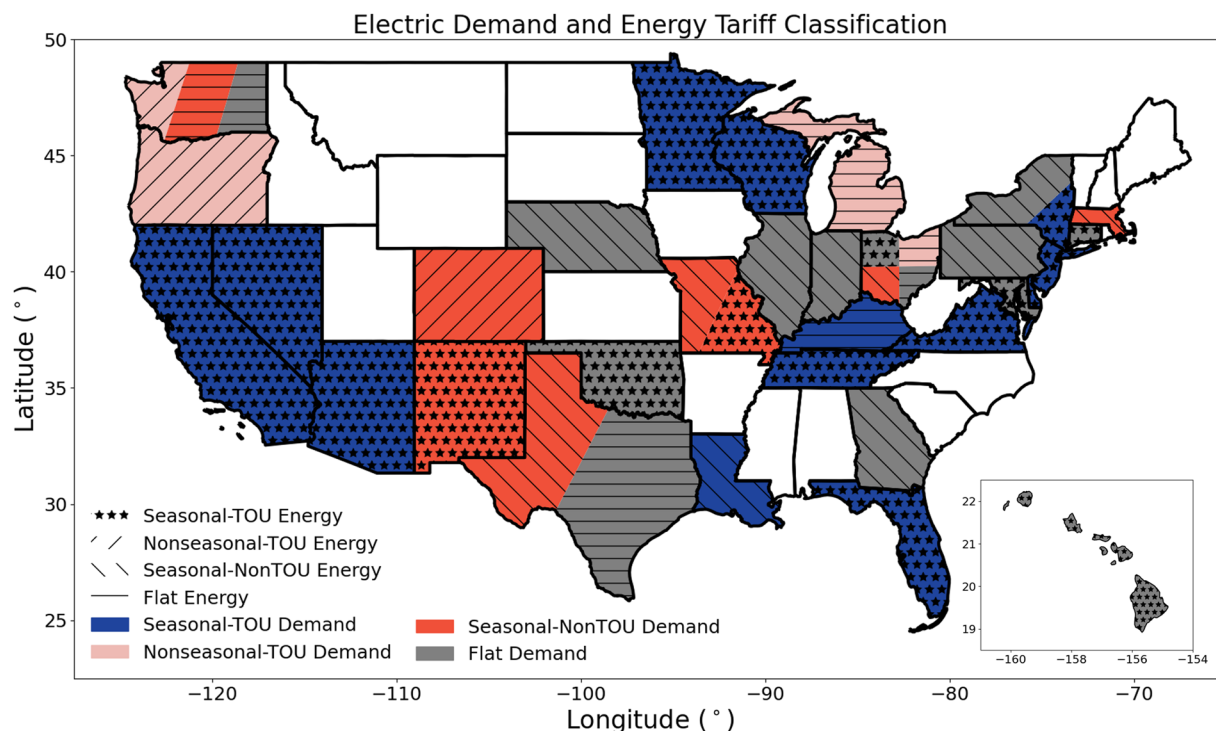 Electric Demand and Energy Tariff Classification
50
45
40
35
30
25
Latitude (°)
Seasonal-TOU Energy
Nonseasonal-TOU Energy
Seasonal-NonTOU Energy
Flat Energy
Seasonal-TOU Demand
Nonseasonal-TOU Demand
Seasonal-NonTOU Demand
Flat Demand
22
21
20
19
−160 −158 −156 −154
−120 −110 −100 −90 −80 −70
Longitude (°)